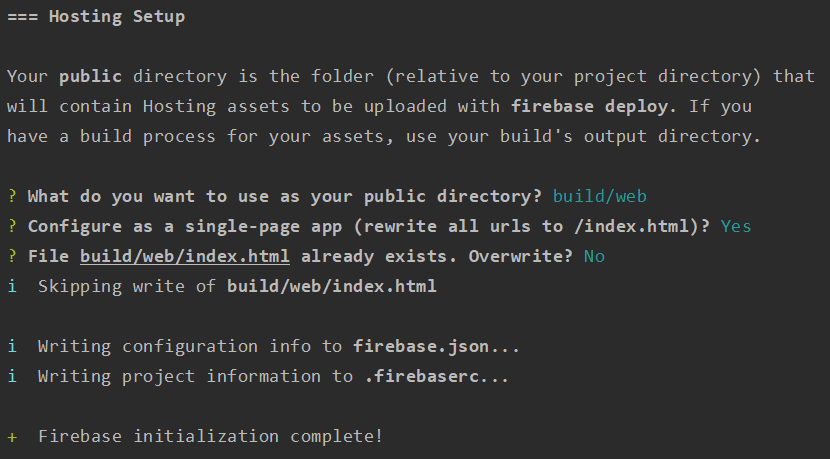 === Hosting Setup
Your public directory is the folder (relative to your project directory) that
will contain Hosting assets to be uploaded with firebase deploy. If you
have a build process for your assets, use your build's output directory.
? What do you want to use as your public directory? build/web
? Configure as a single-page app (rewrite all urls to /index.html)? Yes
? File build/web/index.html already exists. Overwrite? No
i  Skipping write of build/web/index.html
i  Writing configuration info to firebase.json...
i  Writing project information to .firebaserc...
+  Firebase initialization complete!